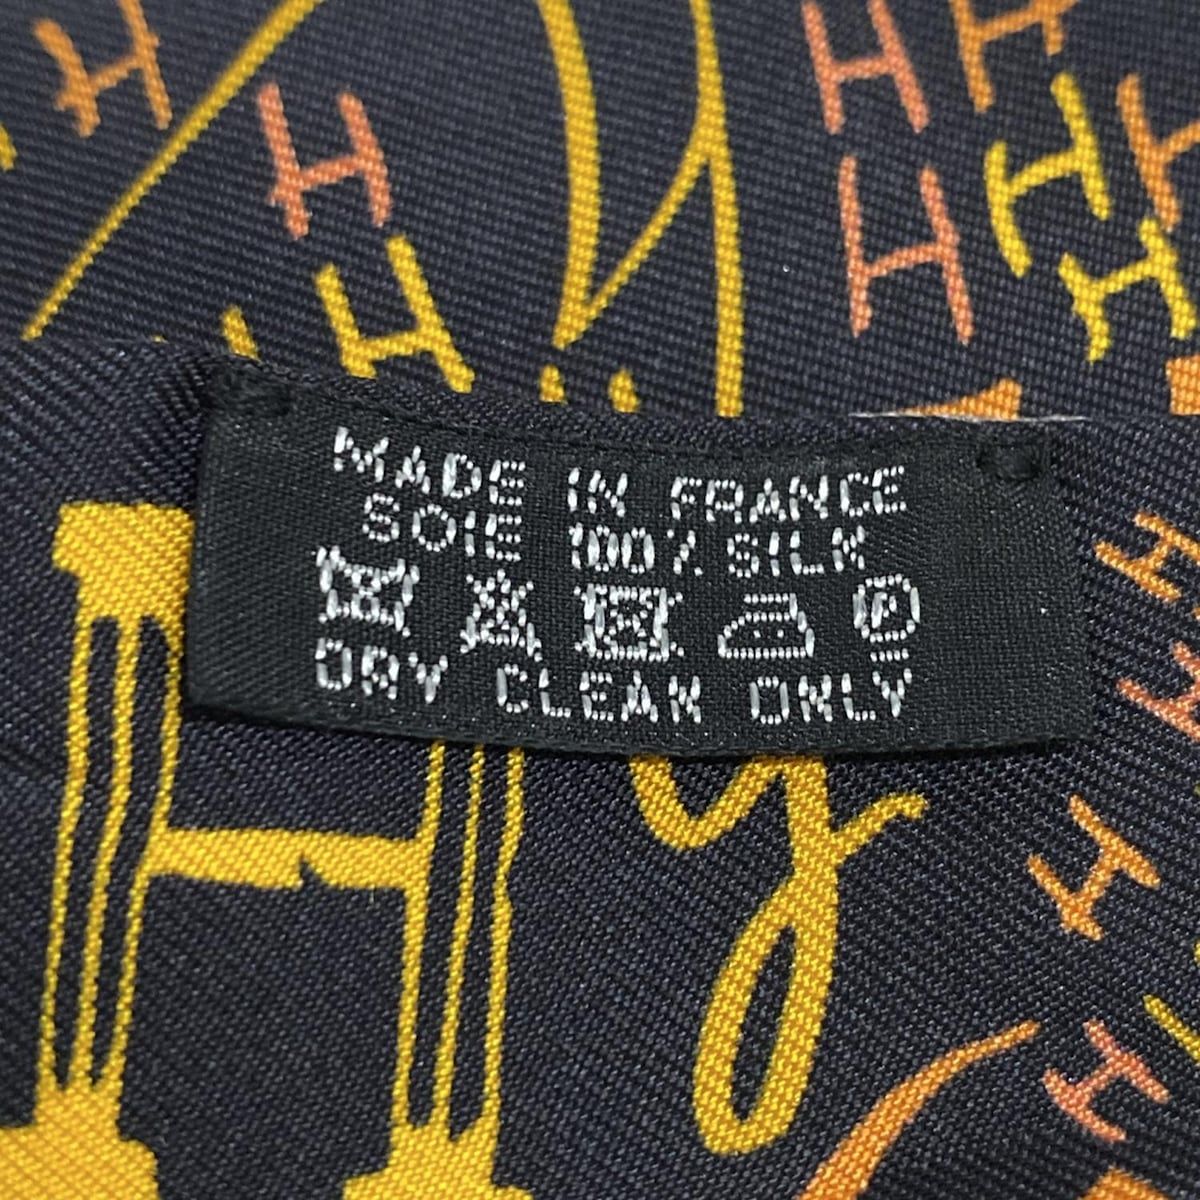 H H H H H
H H H
H H
MADE IN FRANCE
SOIE 100% SILK
P
DRY CLEAN ONLY
H H
H y H
H